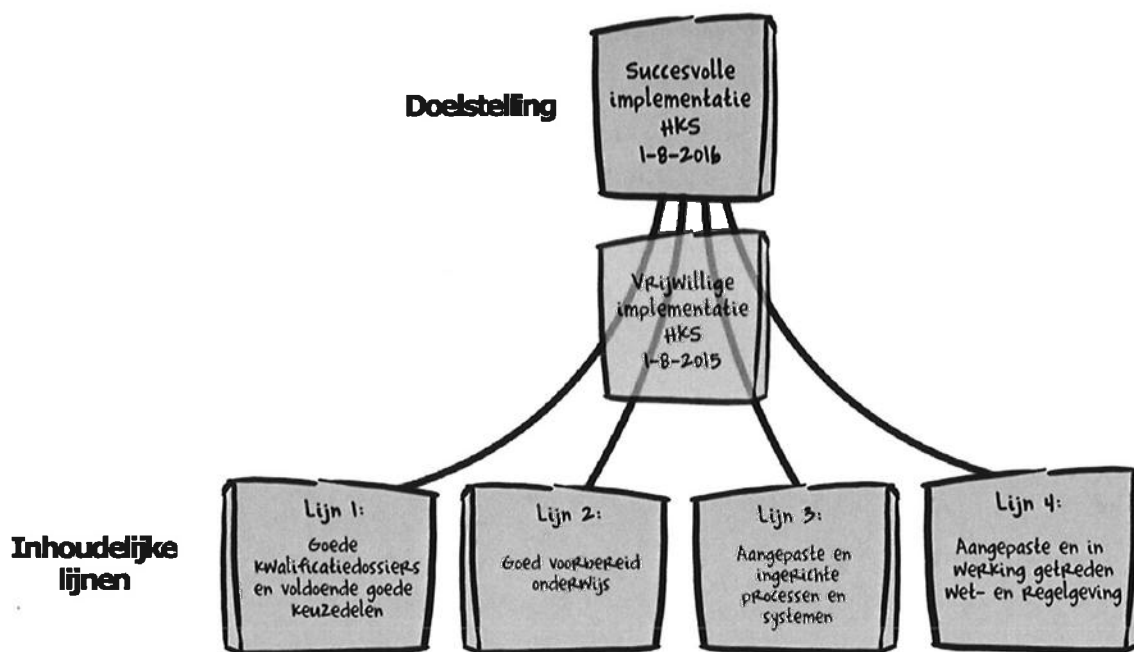 Doelstelling
Succesvolle
implementatie
HKS
1-8-2016
Vrijwillige
implementatie
HKS
1-8-2015
Inhoudelijke
lijnen
Lijn 1:
Goede
kwalificatiedossiers
en voldoende goede
keuzedelen
Lijn 2:
Goed voorbereid
onderwijs
Lijn 3:
Aangepaste en
ingerichte
processen en
systemen
Lijn 4:
Aangepaste en in
werking getreden
wet- en regelgeving